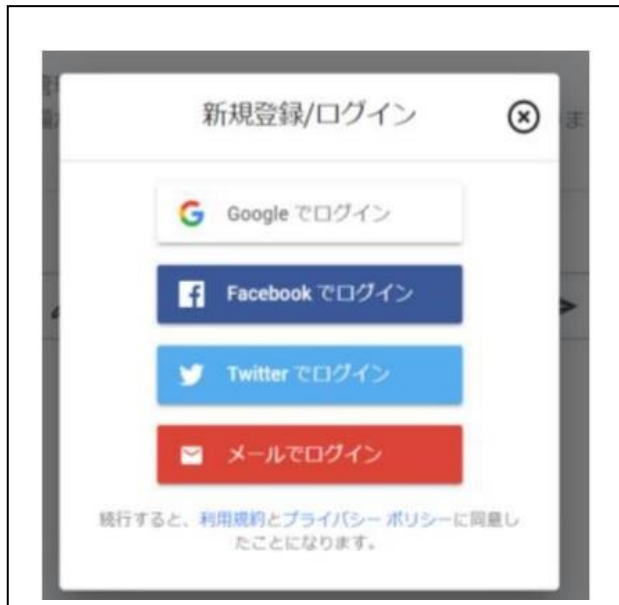 新規登録/ログイン
Google でログイン
Facebook でログイン
Twitter でログイン
メールでログイン
続行すると、利用規約とプライバシー ポリシーに同意し
たことになります。